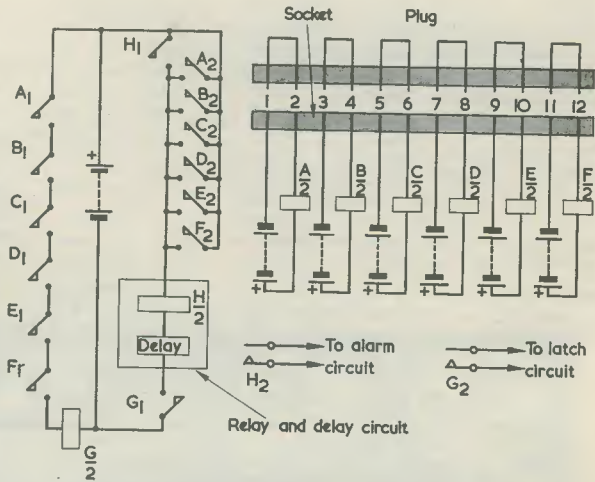 Socket
Plug
H1
A2
B2
C2
D2
E2
F2
A1
B1
C1
D1
E1
F1
+
1 2 3 4 5 6 7 8 9 10 11 12
A/2
B/2
C/2
D/2
E/2
F/2
+ + + + + +
H/2
Delay
G1
G/2
To alarm
circuit
H2
To latch
circuit
G2
Relay and delay circuit